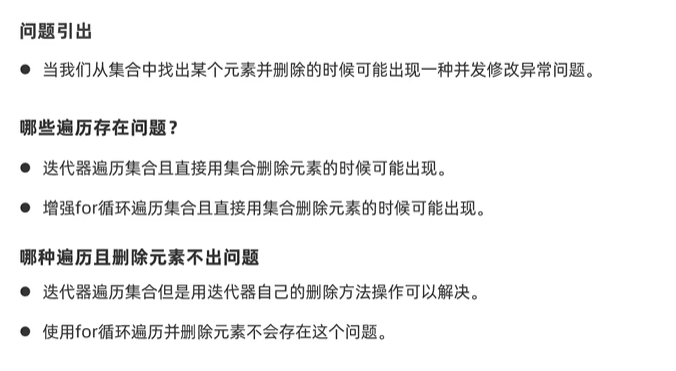 问题引出
● 当我们从集合中找出某个元素并删除的时候可能出现一种并发修改异常问题。
哪些遍历存在问题？
● 迭代器遍历集合且直接用集合删除元素的时候可能出现。
● 增强for循环遍历集合且直接用集合删除元素的时候可能出现。
哪种遍历且删除元素不出问题
● 迭代器遍历集合但是用迭代器自己的删除方法操作可以解决。
● 使用for循环遍历并删除元素不会存在这个问题。